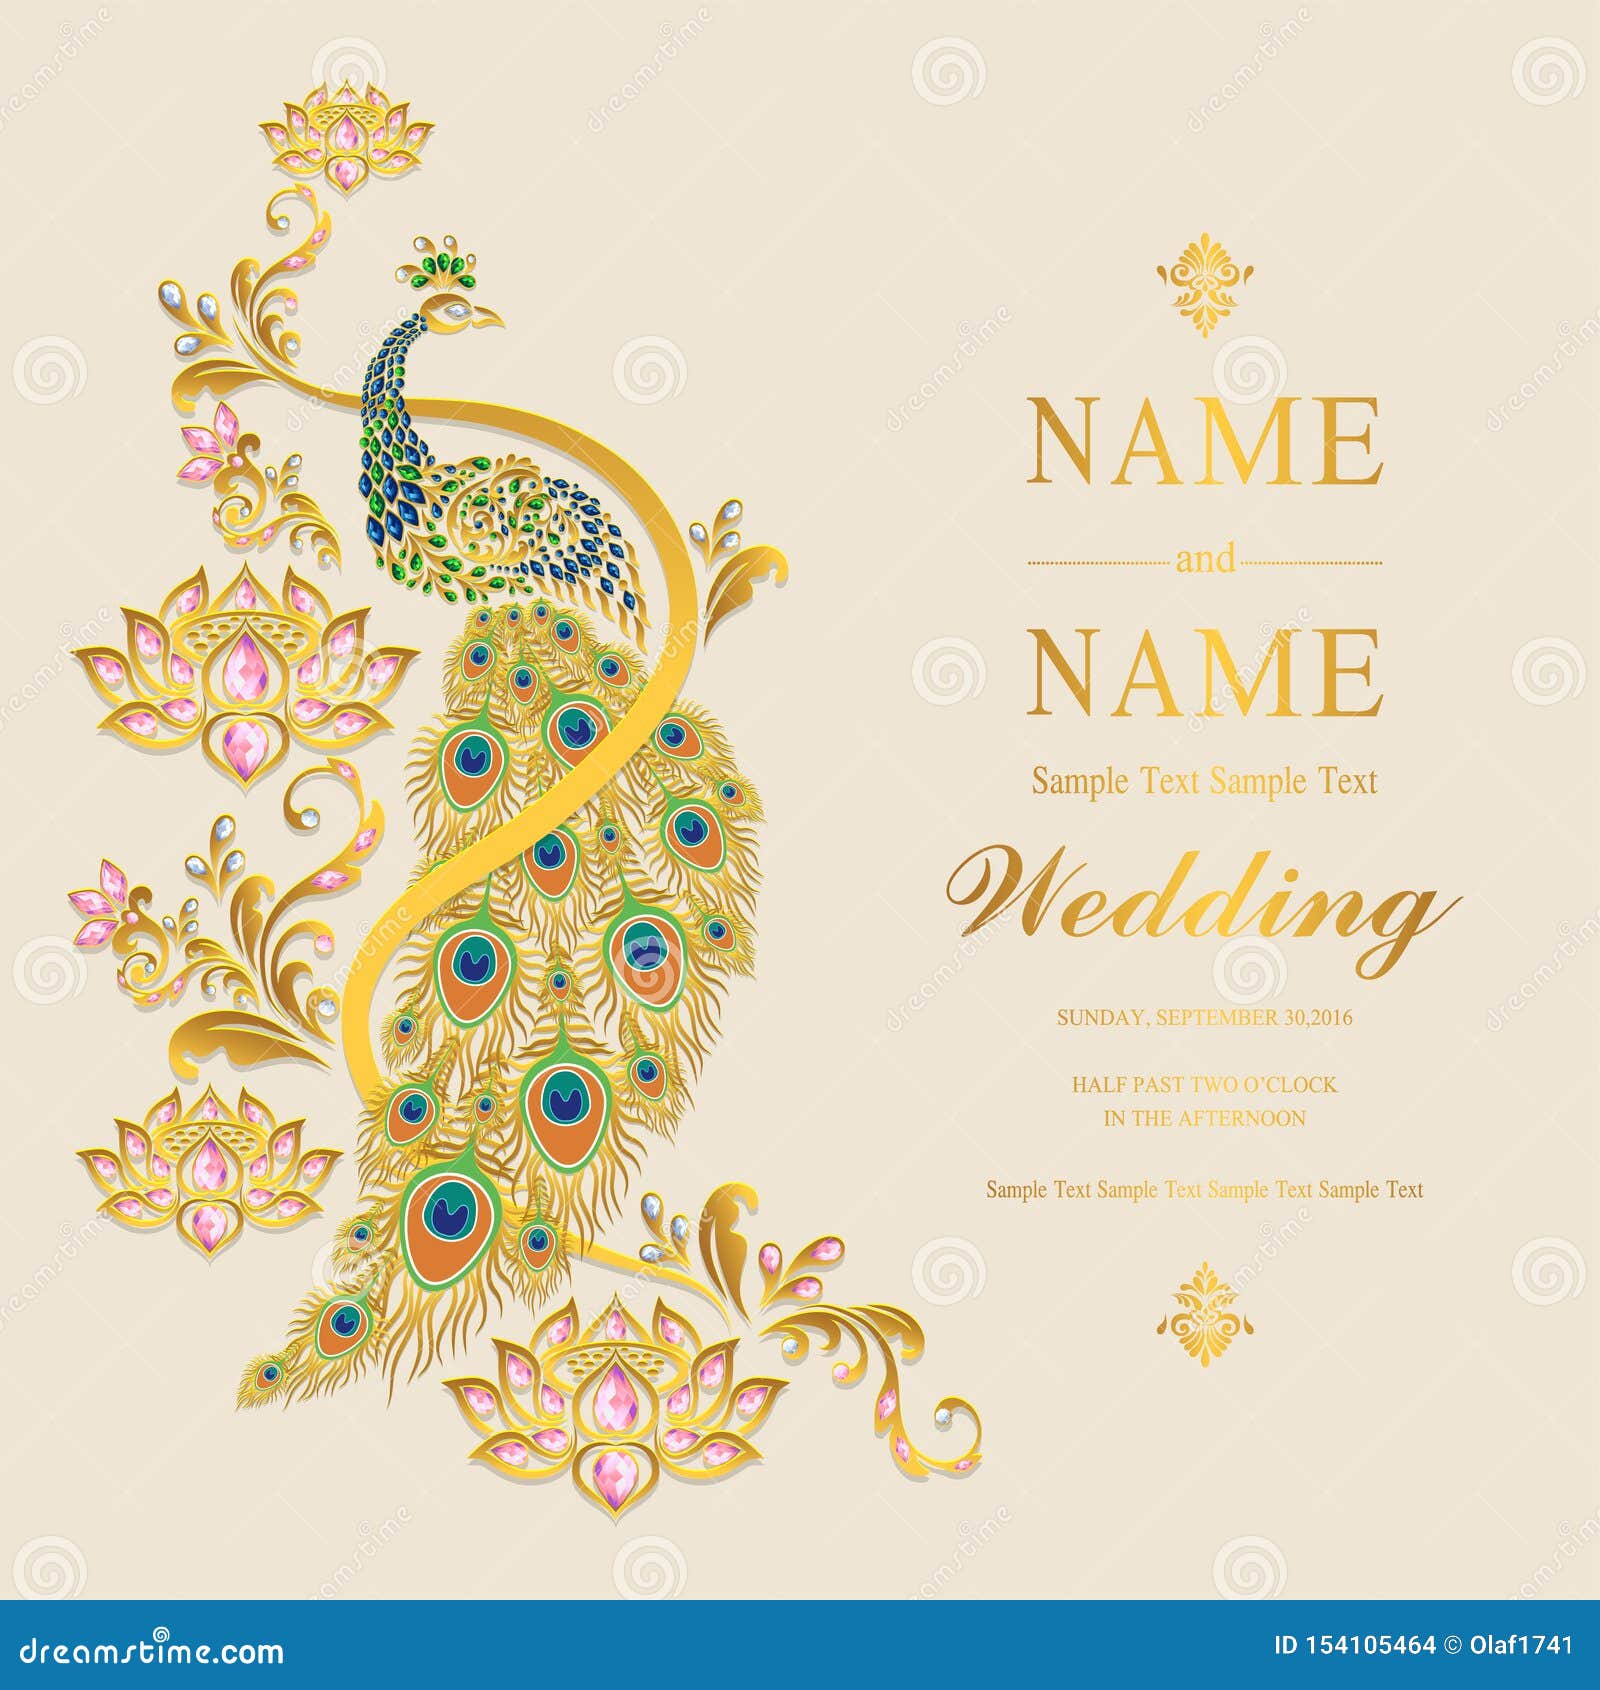 NAME
and
NAME
Sample Text Sample Text
Wedding
SUNDAY, SEPTEMBER 30,2016
HALF PAST TWO O’CLOCK
IN THE AFTERNOON
Sample Text Sample Text Sample Text Sample Text
dreamstime.com
ID 154105464 © Olaf1741